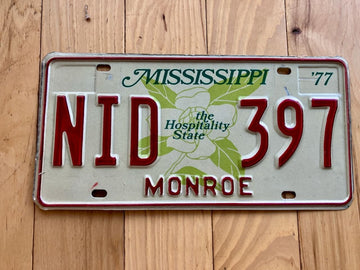 MISSISSIPPI '77
NID 397
the
Hospitality
State
MONROE